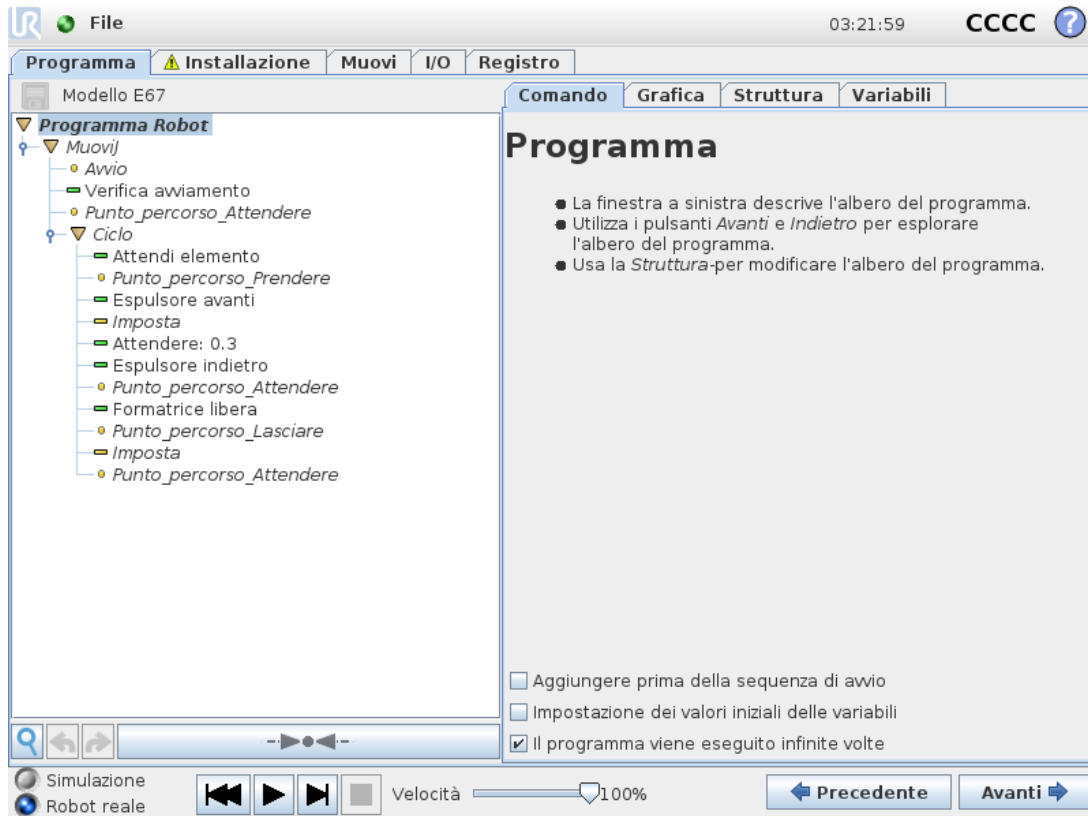 UR File 03:21:59 CCCC ?
Programma Installazione Muovi I/O Registro
Modello E67
Comando Grafica Struttura Variabili
Programma Robot
MuoviJ
Avvio
Verifica avviamento
Punto_percorso_Attendere
Ciclo
Attendi elemento
Punto_percorso_Prendere
Espulsore avanti
Imposta
Attendere: 0.3
Espulsore indietro
Punto_percorso_Attendere
Formatrice libera
Punto_percorso_Lasciare
Imposta
Punto_percorso_Attendere
Programma
La finestra a sinistra descrive l'albero del programma.
Utilizza i pulsanti Avanti e Indietro per esplorare
l'albero del programma.
Usa la Struttura-per modificare l'albero del programma.
Aggiungere prima della sequenza di avvio
Impostazione dei valori iniziali delle variabili
Il programma viene eseguito infinite volte
Simulazione
Robot reale
Velocità 100%
Precedente Avanti